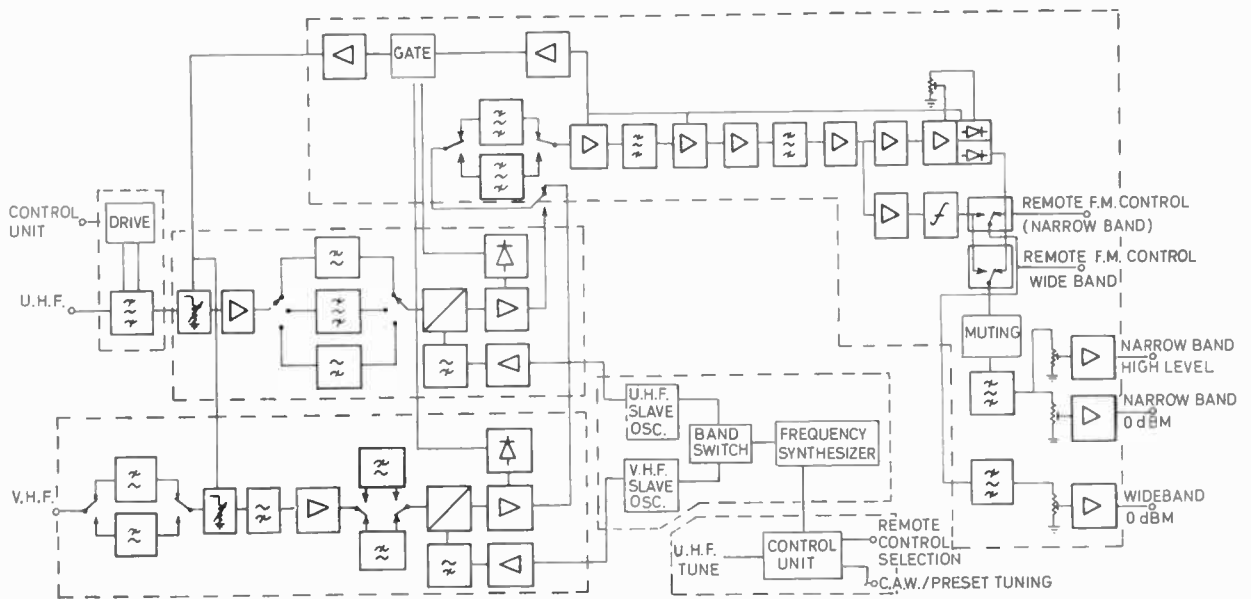 GATE
CONTROL
UNIT
DRIVE
U.H.F.
REMOTE F.M. CONTROL
(NARROW BAND)
REMOTE F.M. CONTROL
WIDE BAND
MUTING
NARROW BAND
HIGH LEVEL
NARROW BAND
0 dBM
U.H.F.
SLAVE
OSC.
BAND
SWITCH
FREQUENCY
SYNTHESIZER
V.H.F.
SLAVE
OSC.
V.H.F.
WIDEBAND
0 dBM
U.H.F.
TUNE
CONTROL
UNIT
REMOTE
CONTROL
SELECTION
C.A.W./PRESET TUNING
f